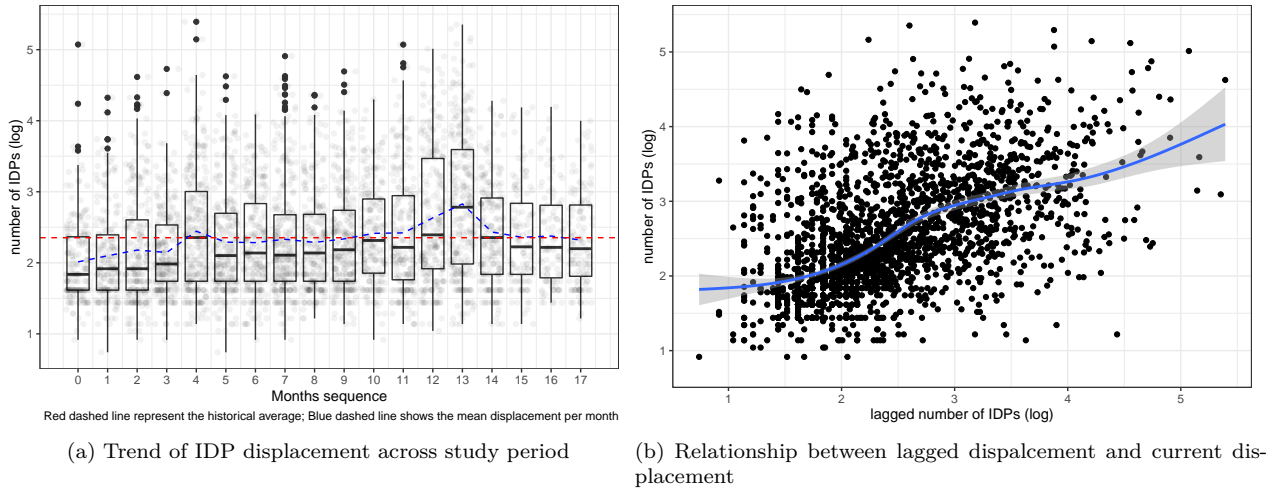 number of IDPs (log)
5
4
3
2
1
0 1 2 3 4 5 6 7 8 9 10 11 12 13 14 15 16 17
Months sequence
Red dashed line represent the historical average; Blue dashed line shows the mean displacement per month
(a) Trend of IDP displacement across study period
number of IDPs (log)
5
4
3
2
1
1 2 3 4 5
lagged number of IDPs (log)
(b) Relationship between lagged dispalcement and current dis-
placement